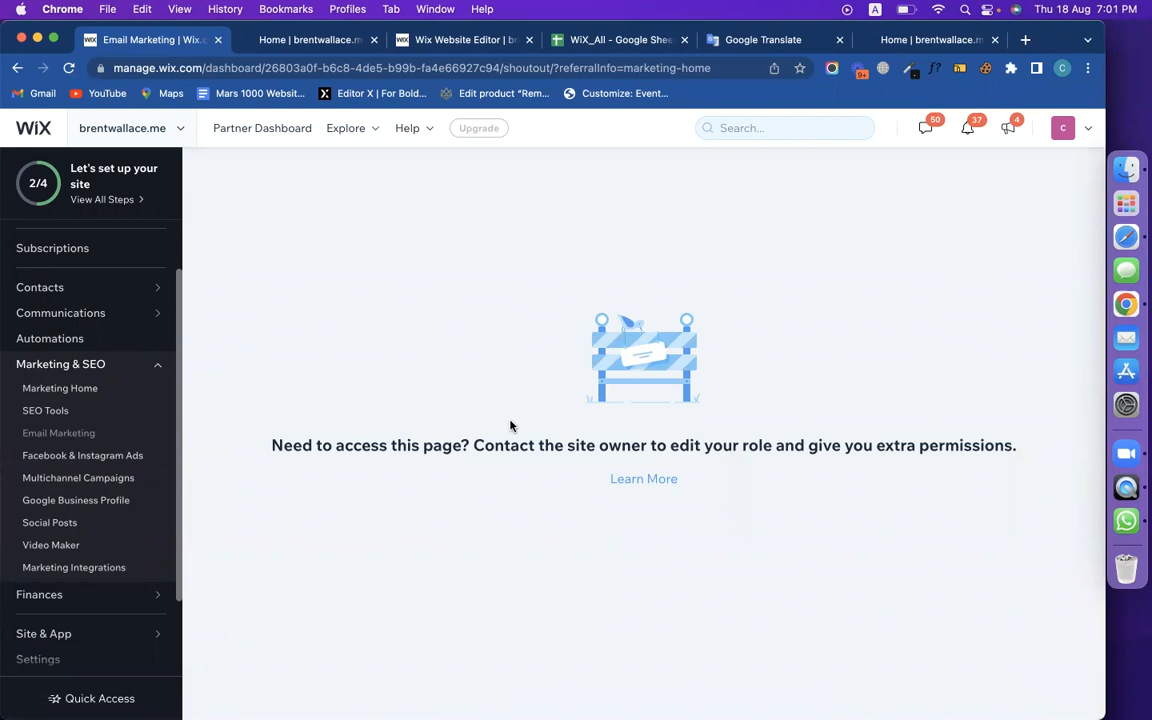 Chrome File Edit View History Bookmarks Profiles Tab Window Help A Thu 18 Aug 7:01 PM
WiX Email Marketing | Wix.c Home | brentwallace.m WiX Wix Website Editor | b WiX_All - Google Shee Google Translate Home | brentwallace.m
manage.wix.com/dashboard/26803a0f-b6c8-4de5-b99b-fa4e66927c94/shoutout/?referralInfo=marketing-home 9+ f? C
Gmail YouTube Maps Mars 1000 Websit... X Editor X | For Bold... Edit product “Rem... Customize: Event...
WiX brentwallace.me Partner Dashboard Explore Help Upgrade Search... 50 37 4 C
2/4
Let's set up your
site
View All Steps
Subscriptions
Contacts
Communications
Automations
Marketing & SEO
Marketing Home
SEO Tools
Email Marketing
Facebook & Instagram Ads
Multichannel Campaigns
Google Business Profile
Social Posts
Video Maker
Marketing Integrations
Finances
Site & App
Settings
Quick Access
Need to access this page? Contact the site owner to edit your role and give you extra permissions.
Learn More